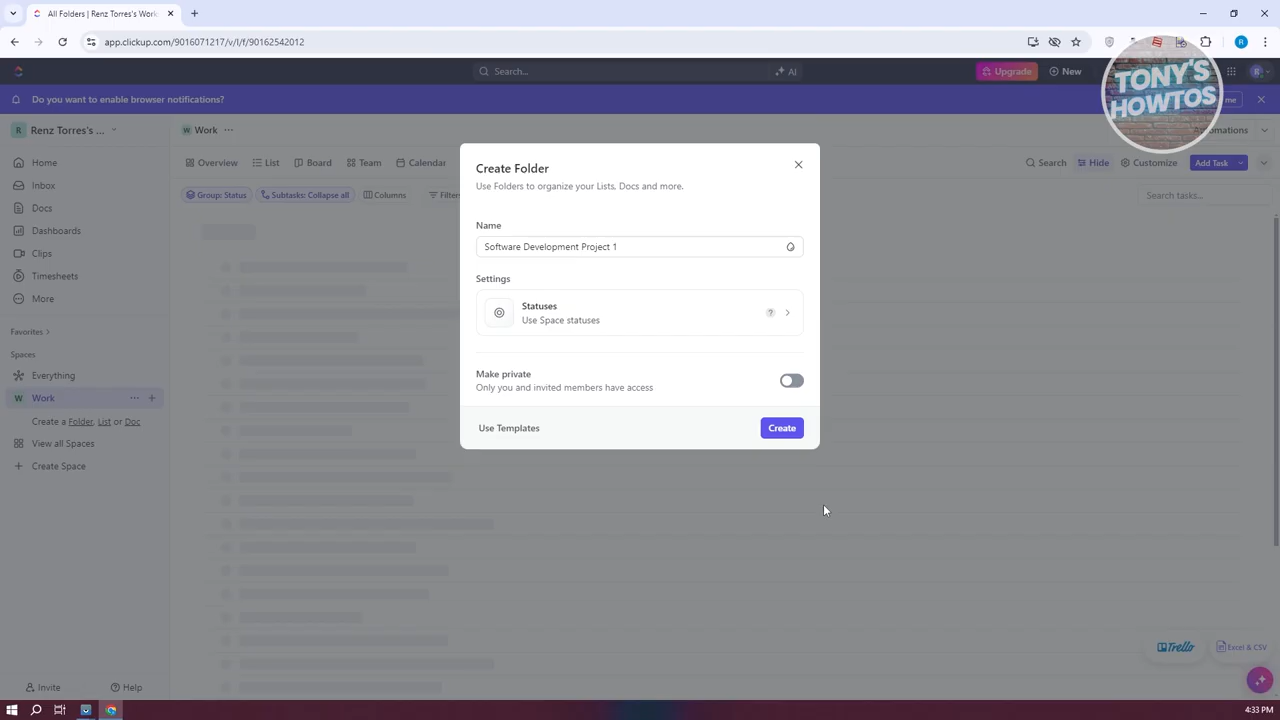 All Folders | Renz Torres's Work
app.clickup.com/9016071217/v/l/f/90162542012
R
Search...
AI
Upgrade
New
R
Do you want to enable browser notifications?
me
TONY'S
HOWTOS
R Renz Torres's ...
W Work
Automations
Home
Inbox
Docs
Dashboards
Clips
Timesheets
More
Favorites
Spaces
Everything
W Work
Create a Folder, List or Doc
View all Spaces
Create Space
Invite
Help
Overview
List
Board
Team
Calendar
Search
Hide
Customize
Add Task
Group: Status
Subtasks: Collapse all
Columns
Filters
Search tasks...
Create Folder
Use Folders to organize your Lists, Docs and more.
Name
Software Development Project 1
Settings
Statuses
Use Space statuses
?
Make private
Only you and invited members have access
Use Templates
Create
Trello
Excel & CSV
4:33 PM